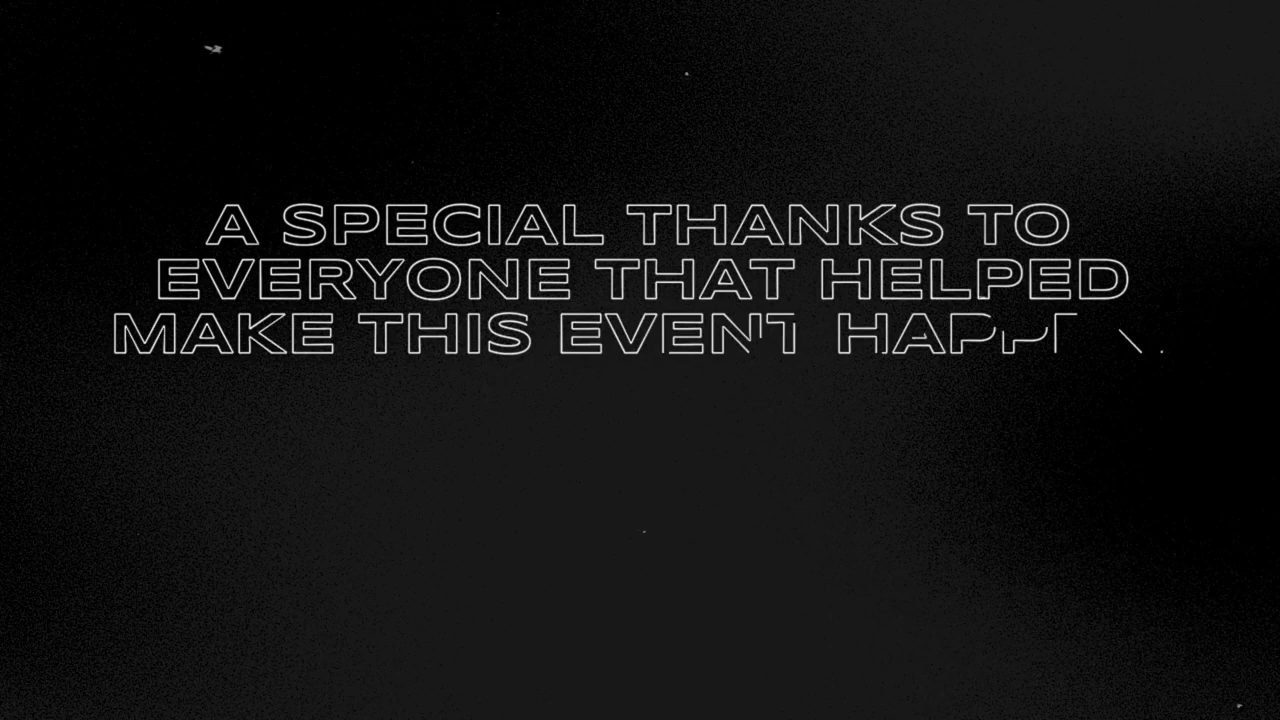 A SPECIAL THANKS TO
EVERYONE THAT HELPED
MAKE THIS EVENT